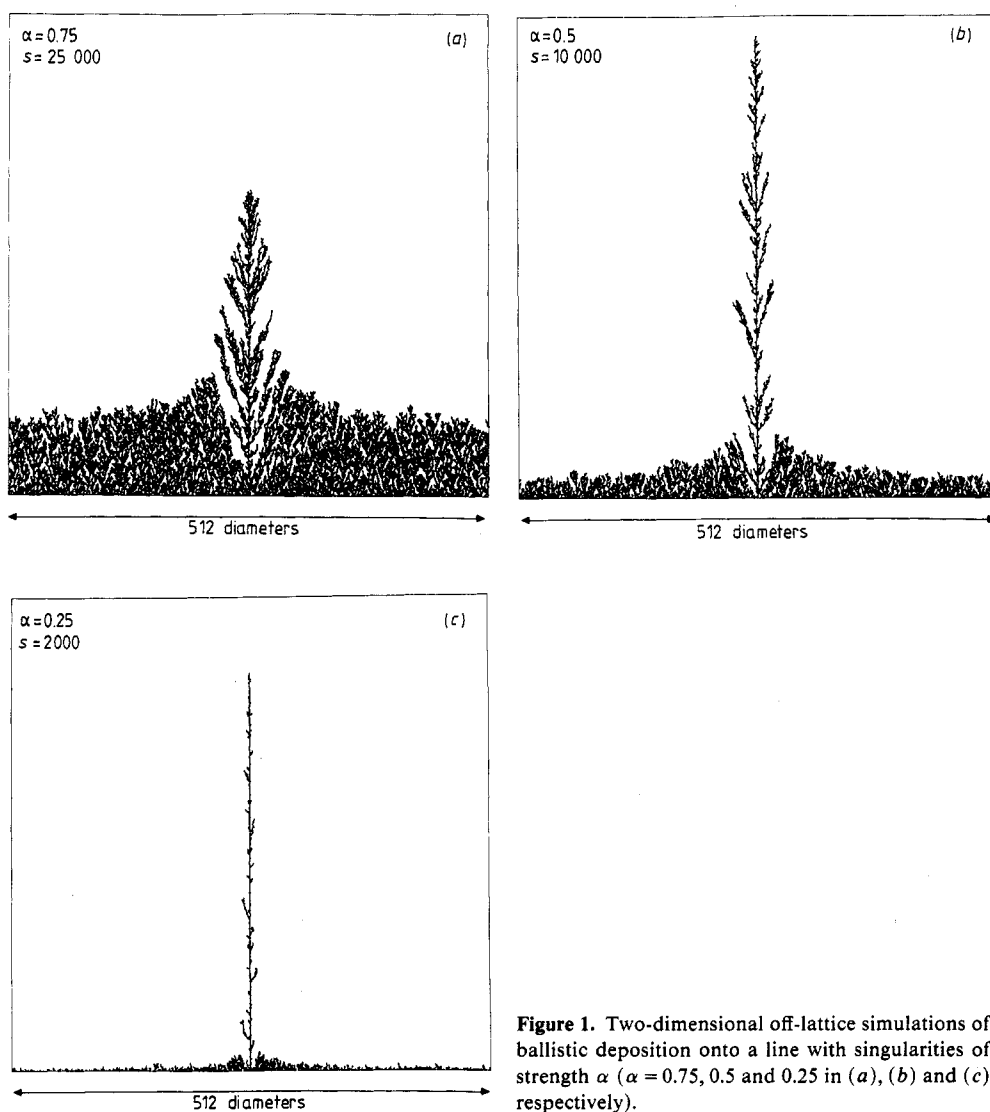 α=0.75
s=25 000
(a)
512 diameters
α=0.5
s=10 000
(b)
512 diameters
α=0.25
s=2000
(c)
512 diameters
Figure 1. Two-dimensional off-lattice simulations of
ballistic deposition onto a line with singularities of
strength α (α = 0.75, 0.5 and 0.25 in (a), (b) and (c)
respectively).